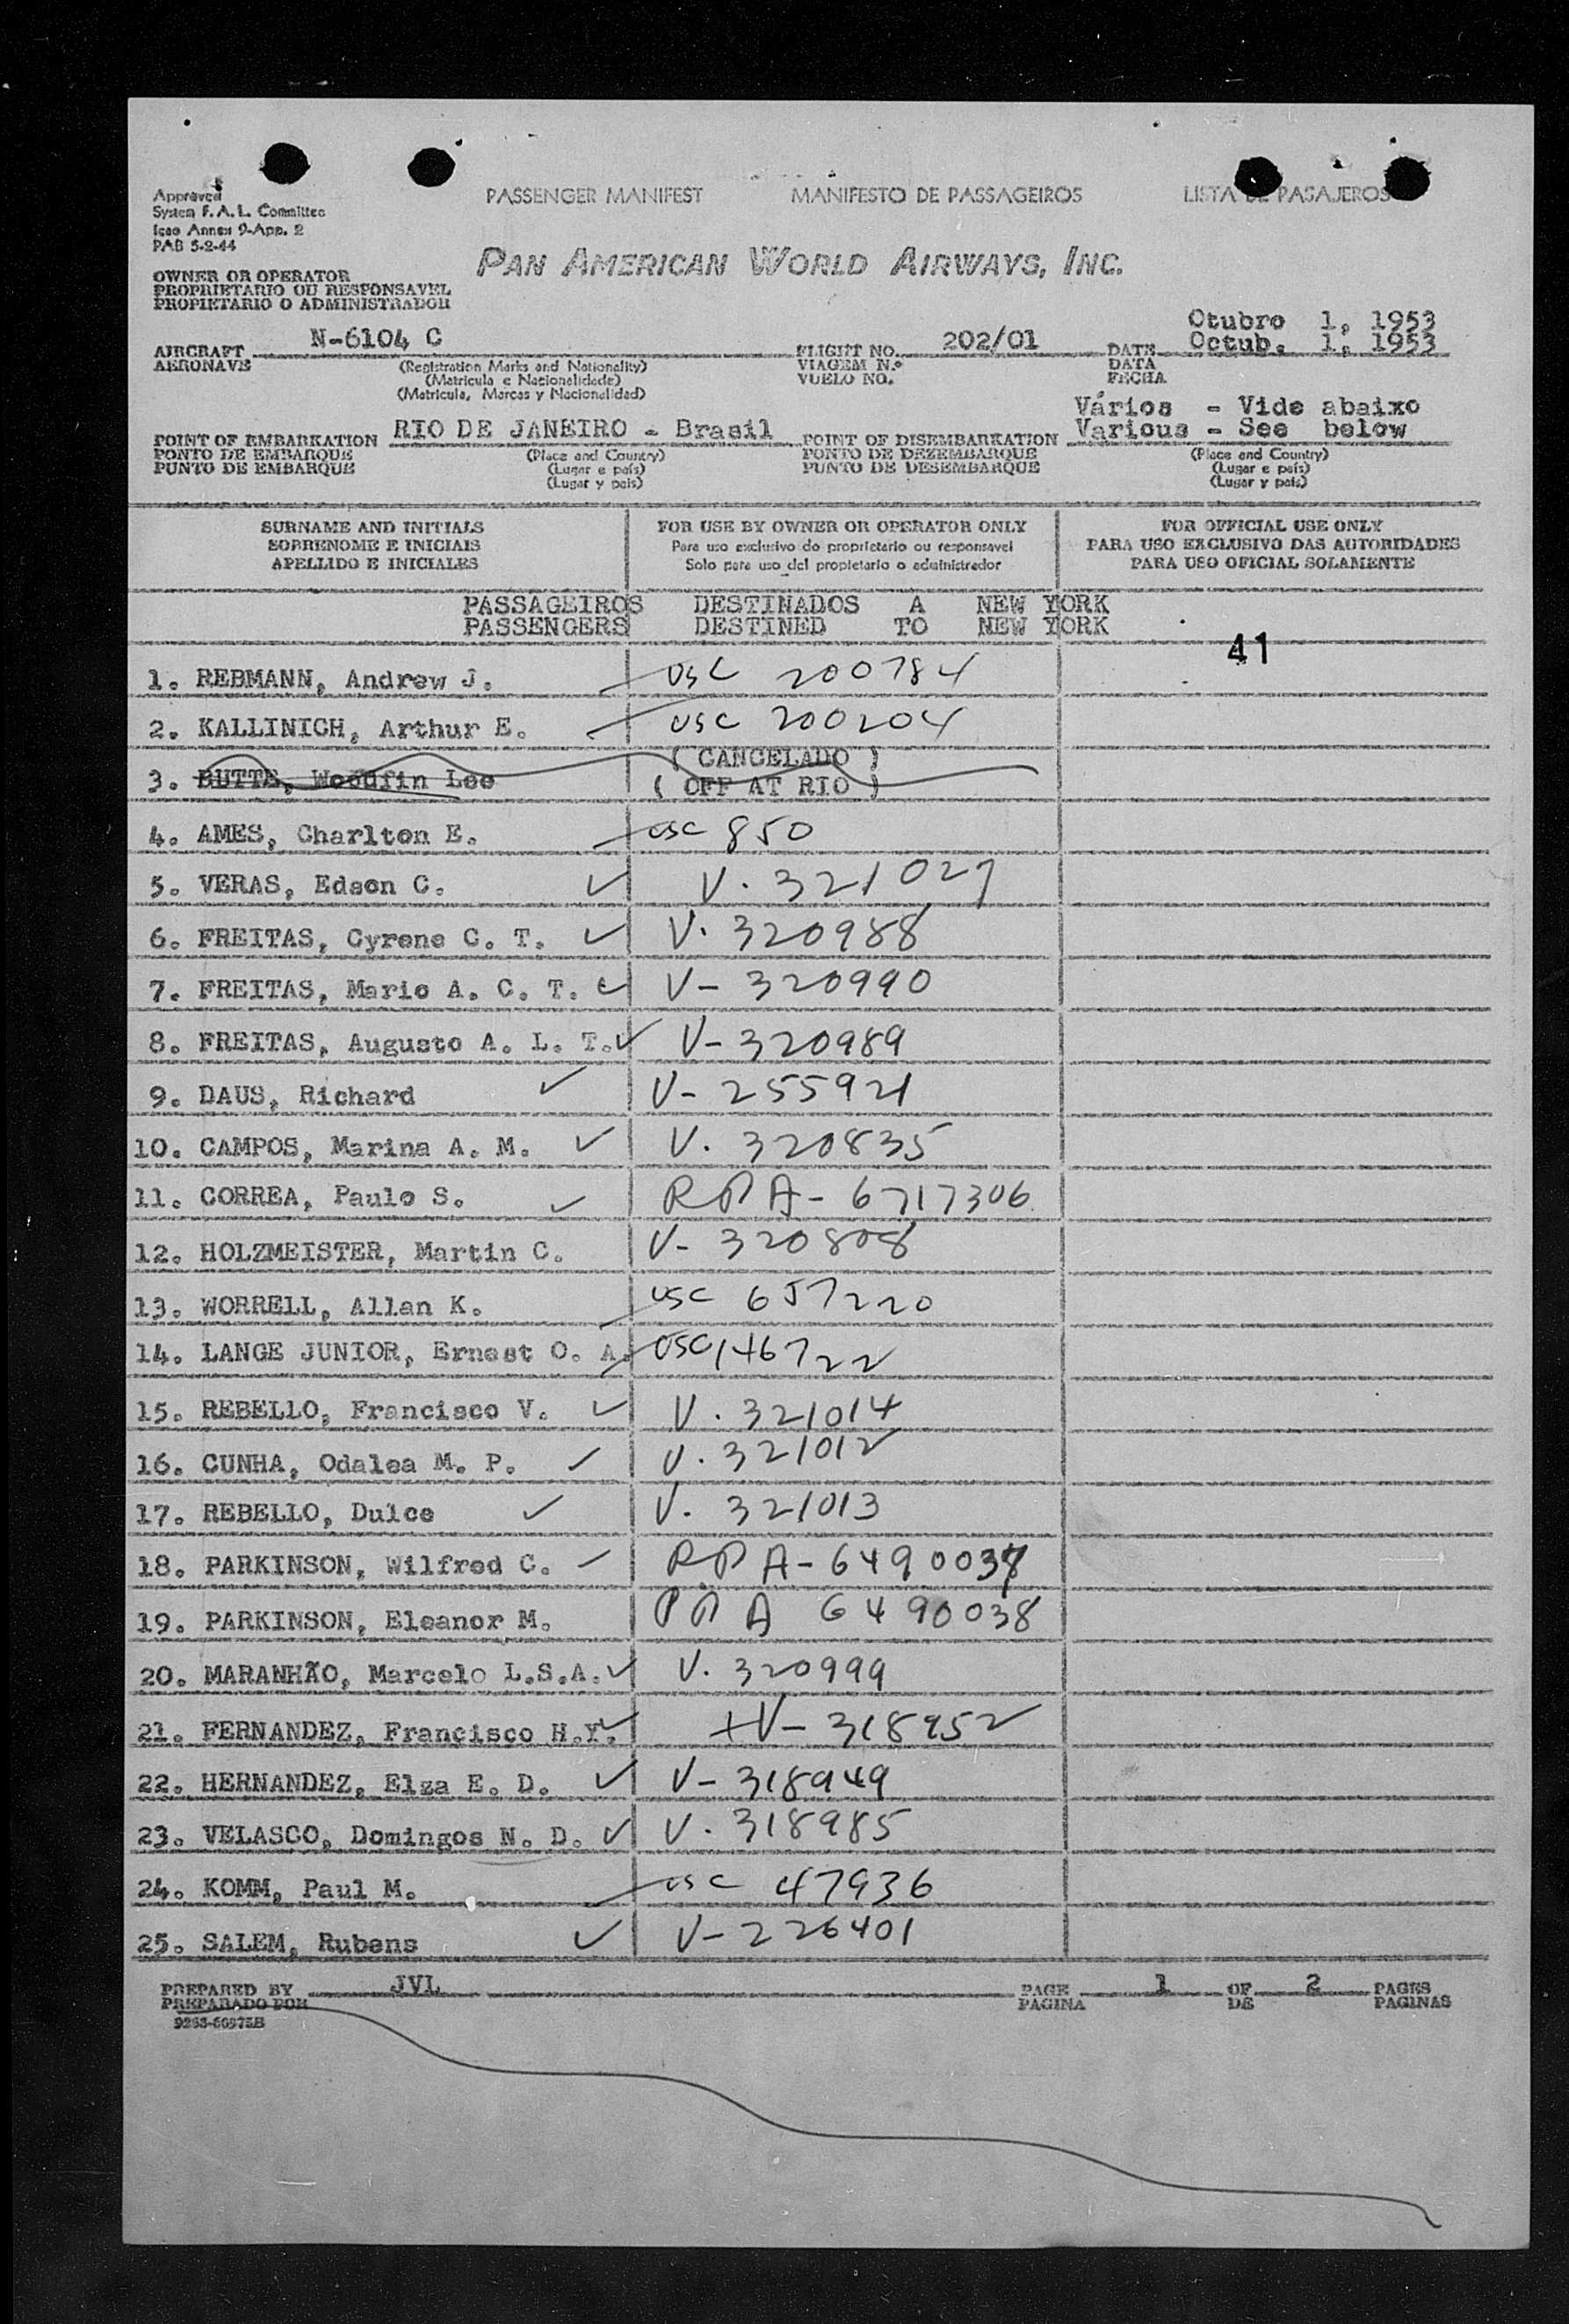 PASSENGER MANIFEST MANIFESTO DE PASSAGEIROS LISTA DE PASAJEROS
Approved
System F. A. L. Committee
Icao Annex 9-App. 2
PAB 5-2-44
PAN AMERICAN WORLD AIRWAYS, INC.
OWNER OR OPERATOR
PROPRIETARIO OU RESPONSAVEL
PROPIETARIO O ADMINISTRADOR
Otubro 1, 1953
AIRCRAFT N-6104 C FLIGHT NO. 202/01 DATE Octub. 1, 1953
AERONAVE (Registration Marks and Nationality) VIAGEM N.º DATA
(Matricula e Nacionalidade) VUELO NO. FECHA
(Matricula, Marcas y Nacionalidad)
Vários - Vide abaixo
POINT OF EMBARKATION RIO DE JANEIRO - Brasil POINT OF DISEMBARKATION Various - See below
PONTO DE EMBARQUE (Place and Country) PONTO DE DEZEMBARQUE (Place and Country)
PUNTO DE EMBARQUE (Lugar e país) PUNTO DE DESEMBARQUE (Lugar e país)
(Lugar y país) (Lugar y país)
SURNAME AND INITIALS FOR USE BY OWNER OR OPERATOR ONLY FOR OFFICIAL USE ONLY
SOBRENOME E INICIAIS Para uso exclusivo do proprietario ou responsavel PARA USO EXCLUSIVO DAS AUTORIDADES
APELLIDO E INICIALES Solo para uso del propietario o administrador PARA USO OFICIAL SOLAMENTE
PASSAGEIROS DESTINADOS A NEW YORK
PASSENGERS DESTINED TO NEW YORK
41
1. REBMANN, Andrew J. USC 200784
2. KALLINICH, Arthur E. USC 200204
( CANCELADO )
3. BUTTE, Woodfin Lee ( OFF AT RIO )
4. AMES, Charlton E. USC 850
5. VERAS, Edson C. V. 321027
6. FREITAS, Cyrene C. T. V. 320988
7. FREITAS, Mario A. C. T. V- 320990
8. FREITAS, Augusto A. L. T. V- 320989
9. DAUS, Richard V- 255921
10. CAMPOS, Marina A. M. V. 320835
11. CORREA, Paulo S. RPA- 6717306
12. HOLZMEISTER, Martin C. V- 320808
13. WORRELL, Allan K. USC 657220
14. LANGE JUNIOR, Ernest O. A. USC 146722
15. REBELLO, Francisco V. V. 321014
16. CUNHA, Odalea M. P. V. 321012
17. REBELLO, Dulce V. 321013
18. PARKINSON, Wilfred C. RPA- 6490037
19. PARKINSON, Eleanor M. RPA 6490038
20. MARANHÃO, Marcelo L.S.A. V. 320999
21. FERNANDEZ, Francisco H.Y. +V- 318952
22. HERNANDEZ, Elza E. D. V- 318949
23. VELASCO, Domingos N. D. V. 318985
24. KOMM, Paul M. USC 47936
25. SALEM, Rubens V- 226401
PREPARED BY JVL PAGE 1 OF 2 PAGES
PREPARADO POR PAGINA DE PAGINAS